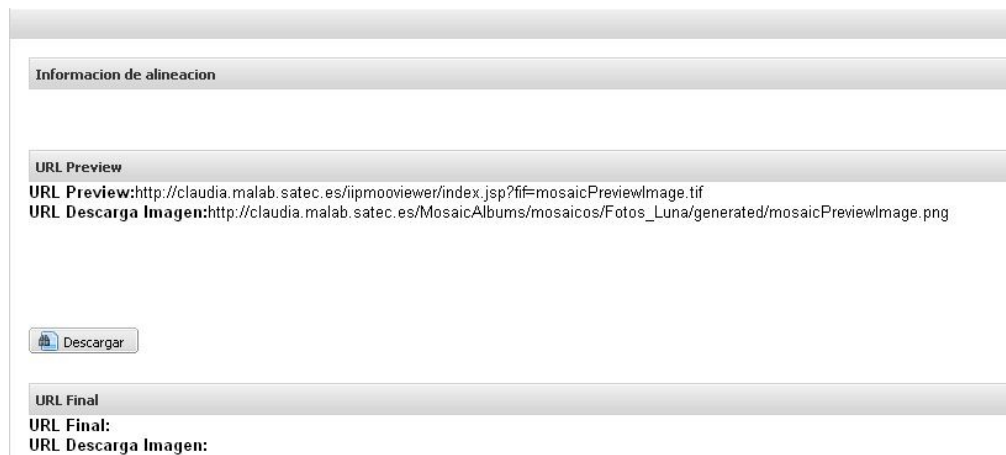 Informacion de alineacion
URL Preview
URL Preview:http://claudia.malab.satec.es/iipmooviewer/index.jsp?fif=mosaicPreviewImage.tif
URL Descarga Imagen:http://claudia.malab.satec.es/MosaicAlbums/mosaicos/Fotos_Luna/generated/mosaicPreviewImage.png
Descargar
URL Final
URL Final:
URL Descarga Imagen: